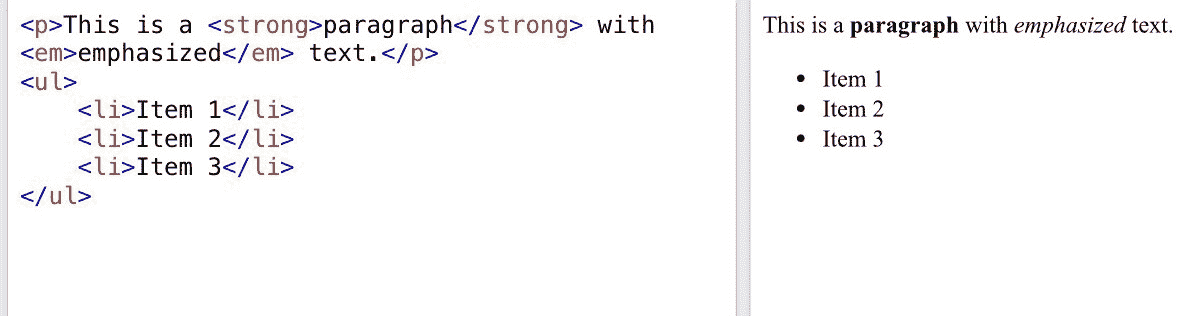 <p>This is a <strong>paragraph</strong> with
<em>emphasized</em> text.</p>
<ul>
    <li>Item 1</li>
    <li>Item 2</li>
    <li>Item 3</li>
</ul>
This is a paragraph with emphasized text.
• Item 1
• Item 2
• Item 3